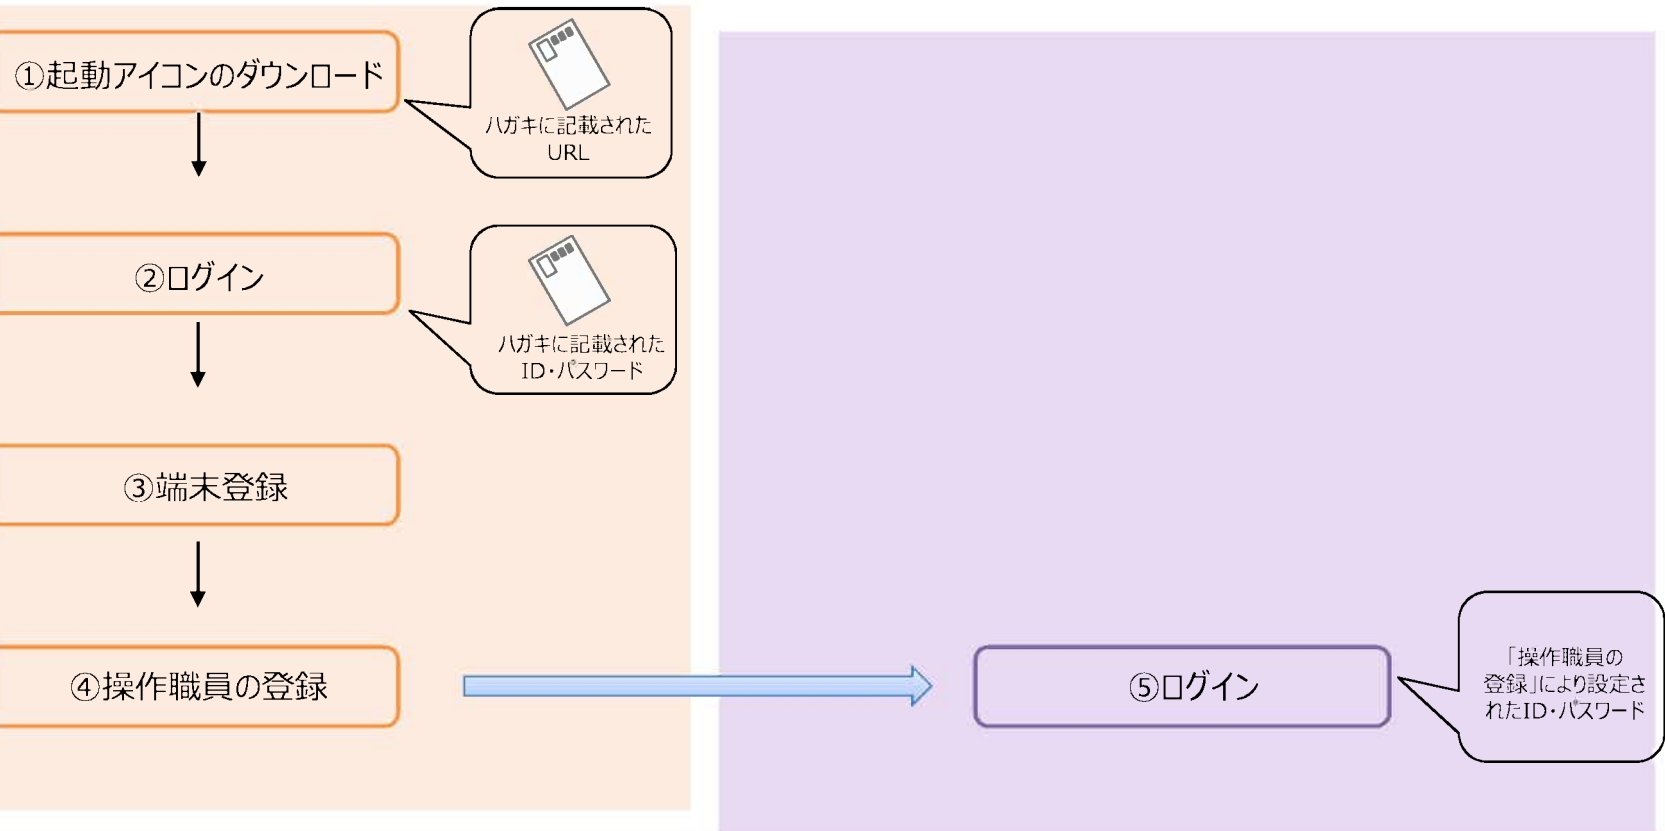 ①起動アイコンのダウンロード
ハガキに記載された
URL
②ログイン
ハガキに記載された
ID・パスワード
③端末登録
④操作職員の登録
⑤ログイン
「操作職員の
登録」により設定さ
れたID・パスワード